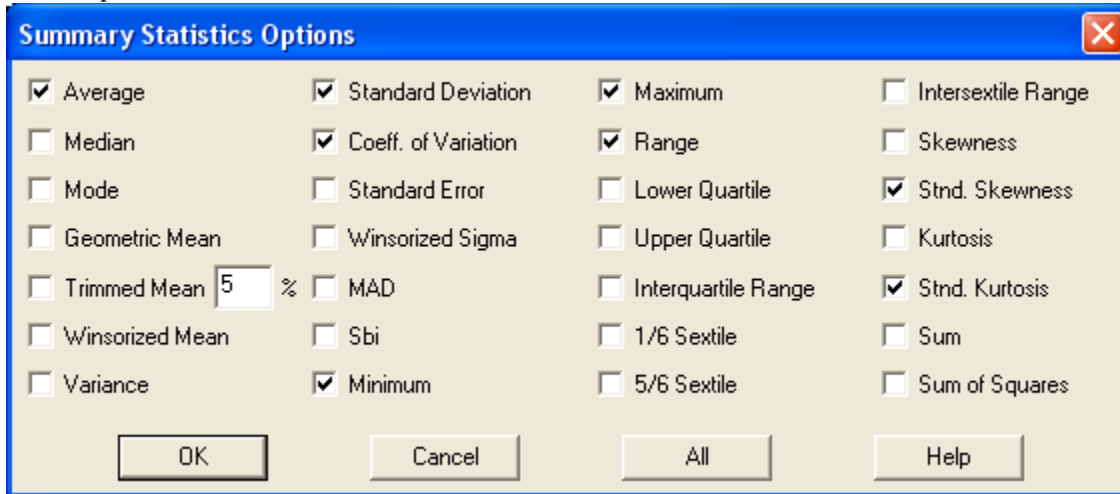 Summary Statistics Options
Average Standard Deviation Maximum Intersextile Range
Median Coeff. of Variation Range Skewness
Mode Standard Error Lower Quartile Stnd. Skewness
Geometric Mean Winsorized Sigma Upper Quartile Kurtosis
Trimmed Mean 5 % MAD Interquartile Range Stnd. Kurtosis
Winsorized Mean Sbi 1/6 Sextile Sum
Variance Minimum 5/6 Sextile Sum of Squares
OK Cancel All Help